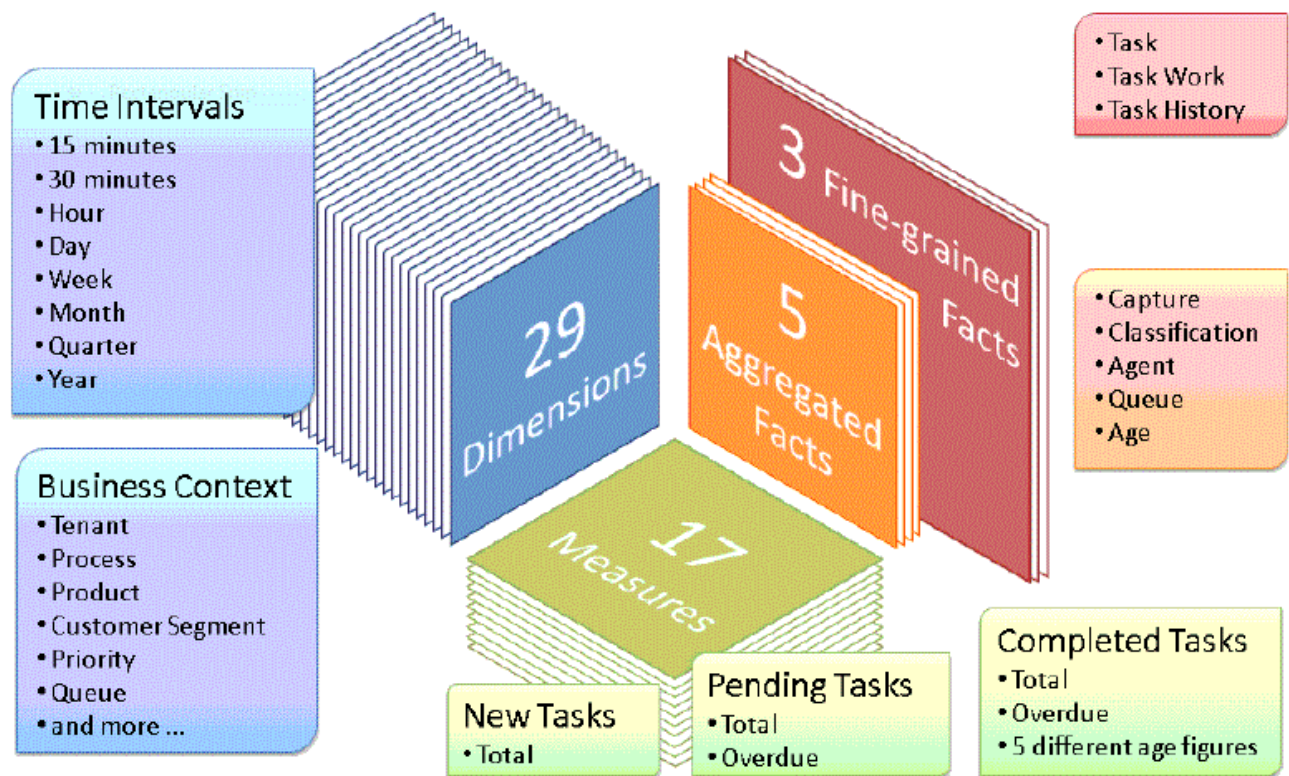 Time Intervals
• 15 minutes
• 30 minutes
• Hour
• Day
• Week
• Month
• Quarter
• Year
Business Context
• Tenant
• Process
• Product
• Customer Segment
• Priority
• Queue
• and more ...
29
Dimensions
3 Fine-grained
Facts
5
Aggregated
Facts
17
Measures
• Task
• Task Work
• Task History
• Capture
• Classification
• Agent
• Queue
• Age
New Tasks
• Total
Pending Tasks
• Total
• Overdue
Completed Tasks
• Total
• Overdue
• 5 different age figures